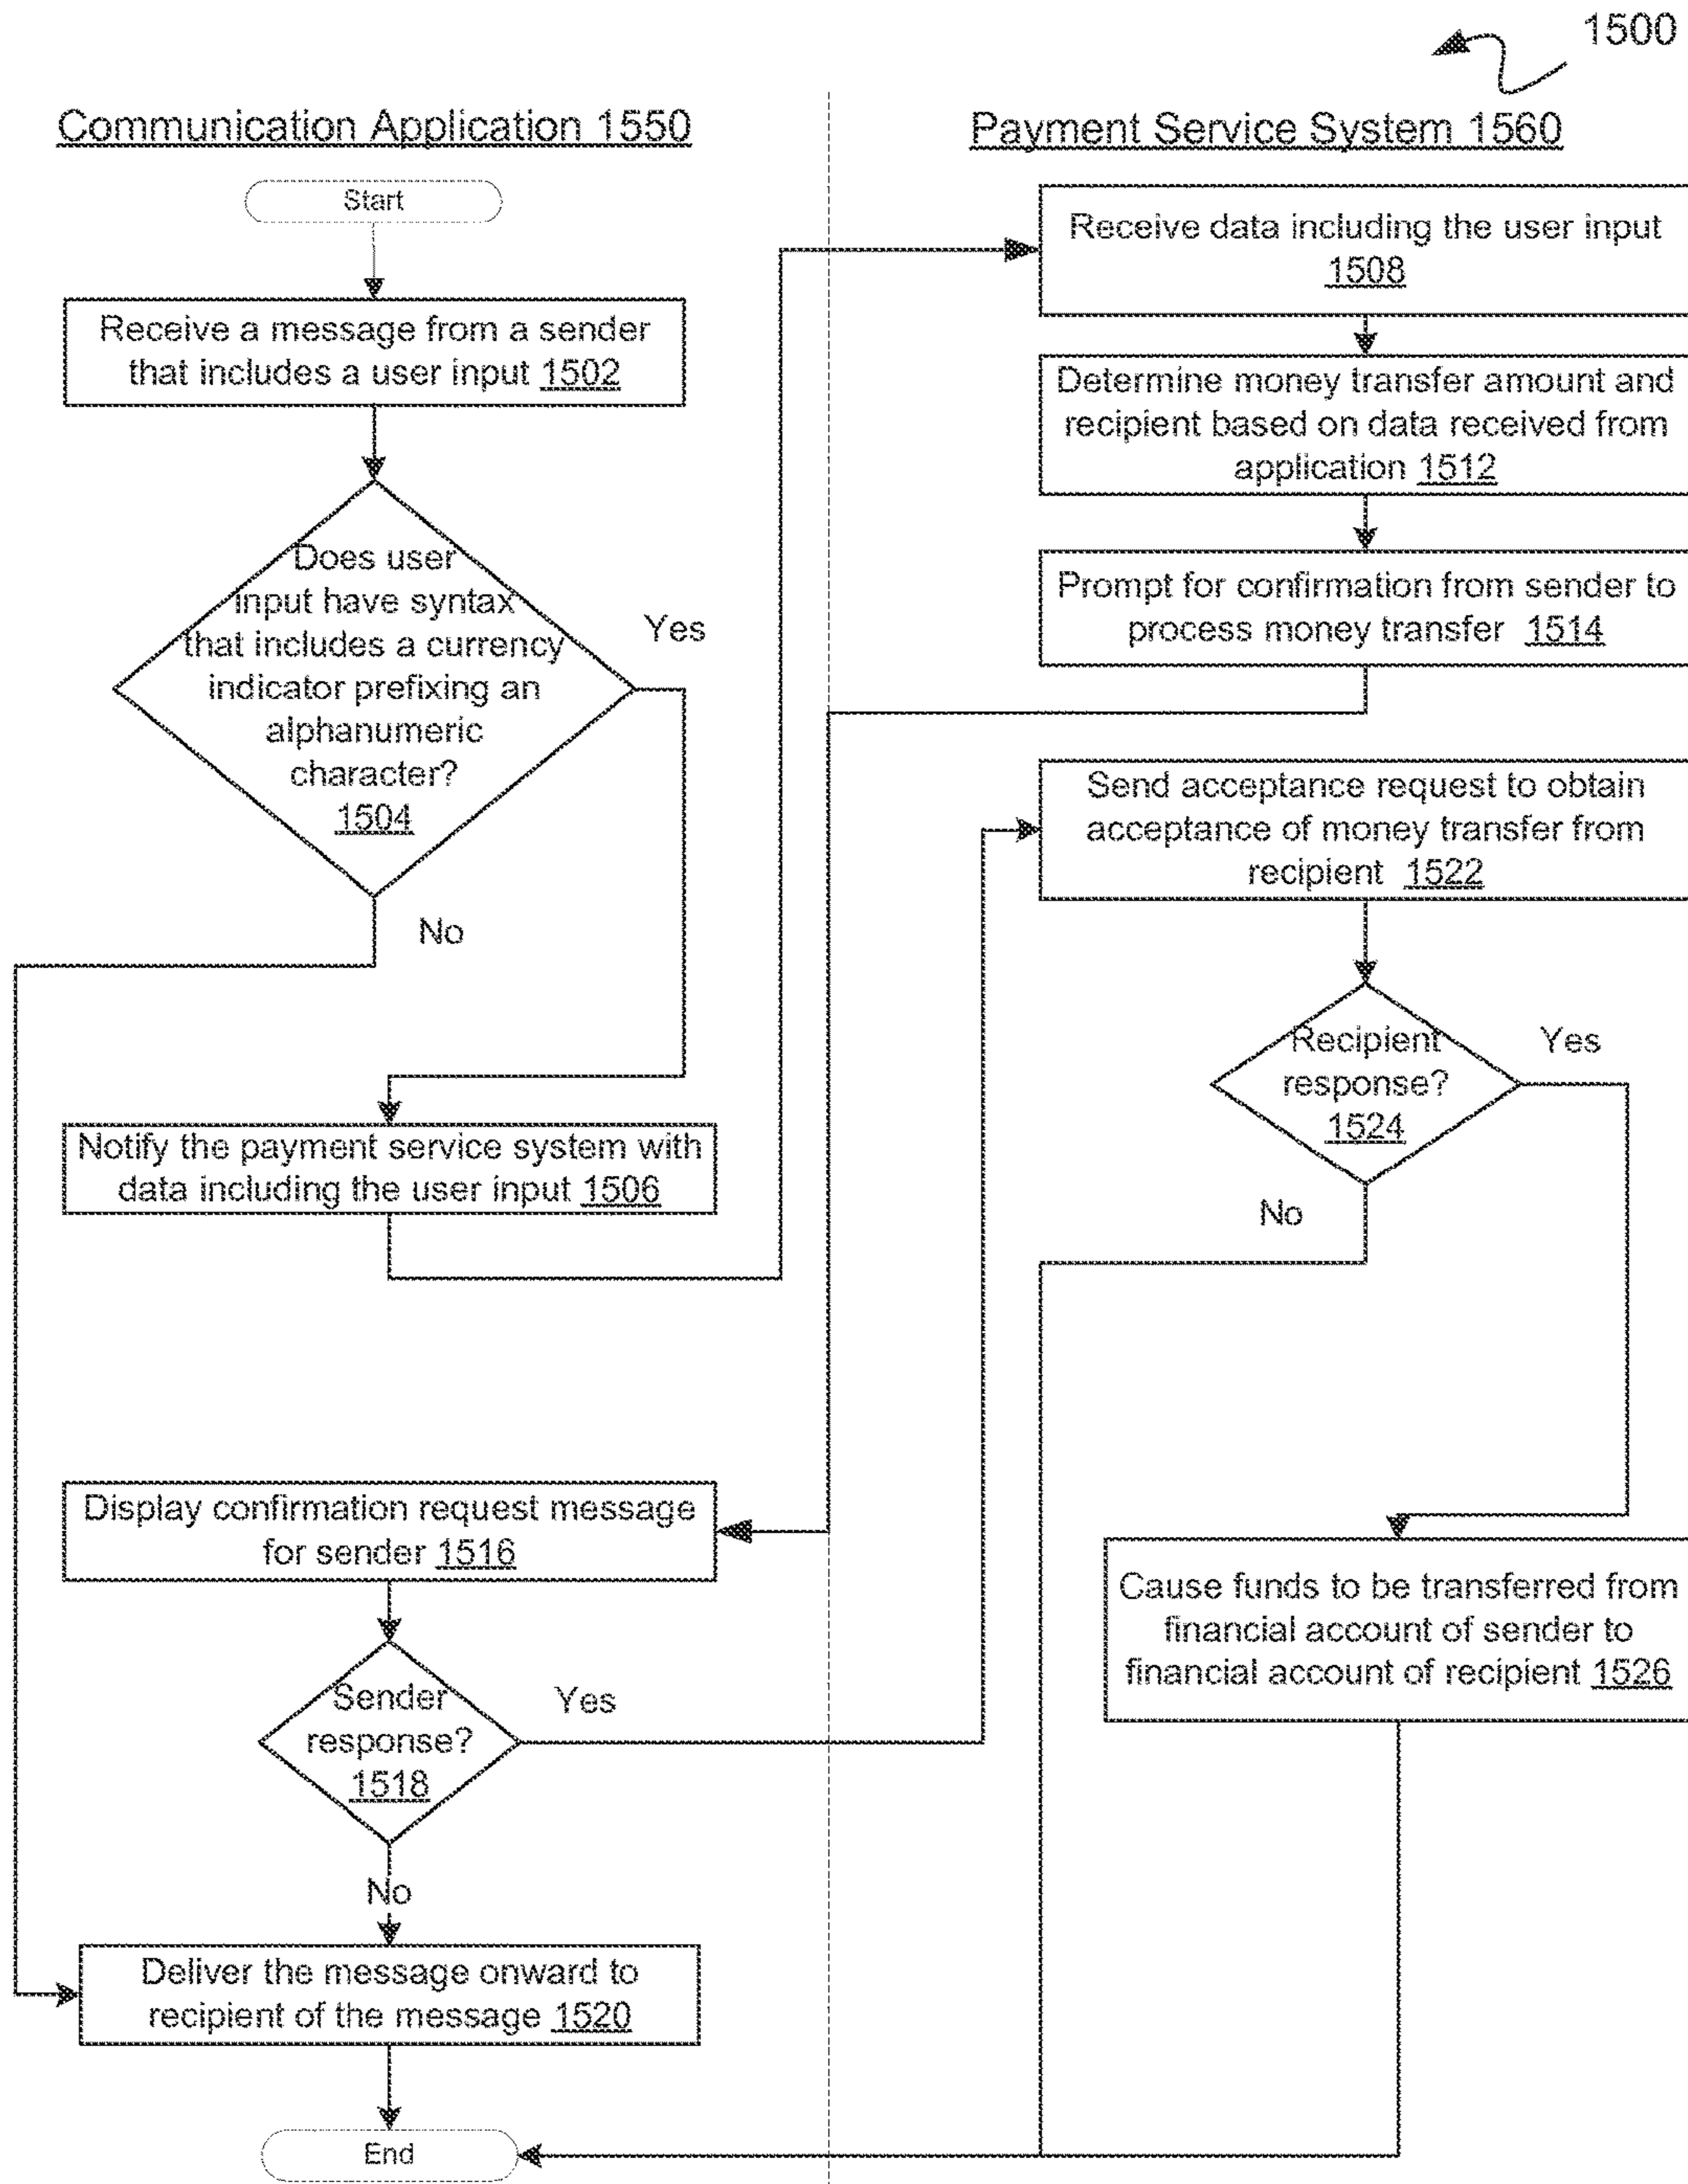 1500
Communication Application 1550
Payment Service System 1560
Start
Receive a message from a sender
that includes a user input 1502
Does user
input have syntax
that includes a currency
indicator prefixing an
alphanumeric
character?
1504
Yes
No
Notify the payment service system with
data including the user input 1506
Display confirmation request message
for sender 1516
Sender
response?
1518
Yes
No
Deliver the message onward to
recipient of the message 1520
End
Receive data including the user input
1508
Determine money transfer amount and
recipient based on data received from
application 1512
Prompt for confirmation from sender to
process money transfer 1514
Send acceptance request to obtain
acceptance of money transfer from
recipient 1522
Recipient
response?
1524
Yes
No
Cause funds to be transferred from
financial account of sender to
financial account of recipient 1526